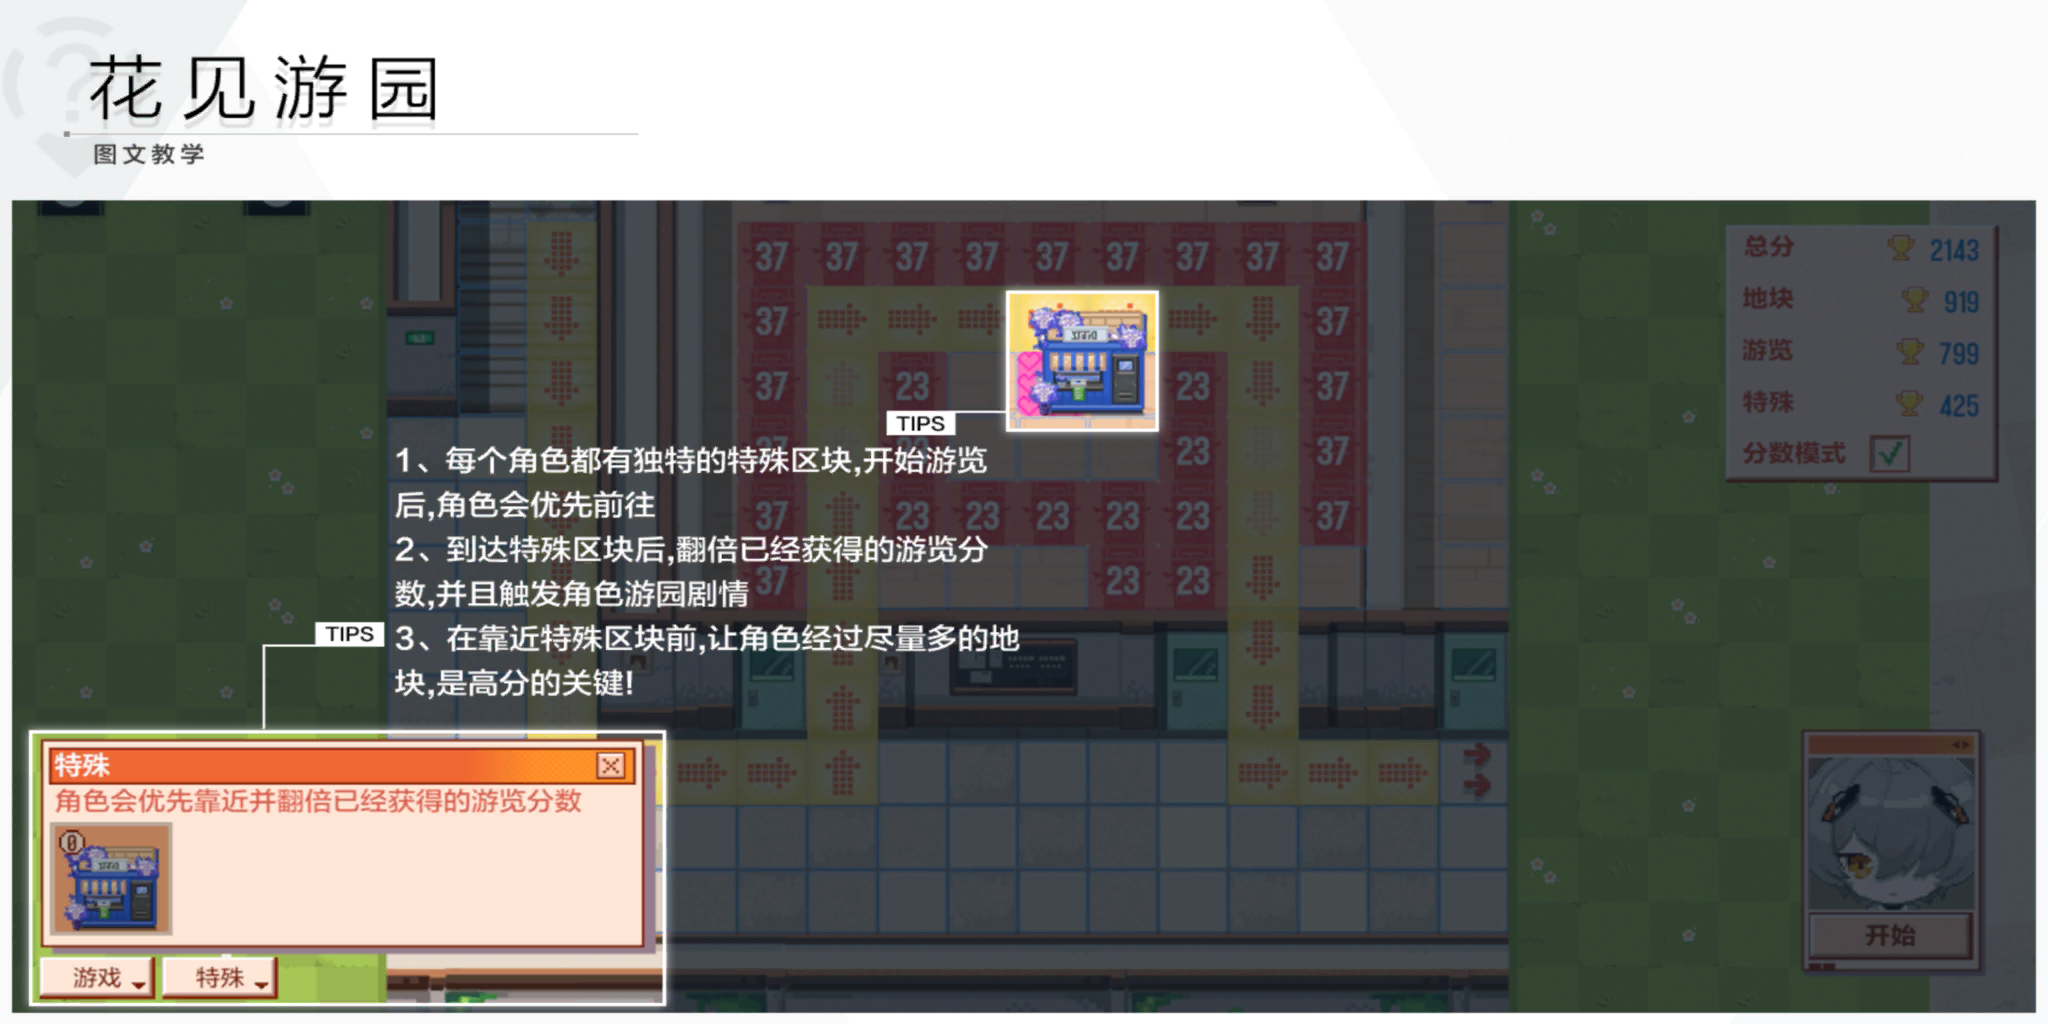 花见游园
图文教学
37 37 37 37 37 37 37 37 37
37 37
37 23 23 37
23 37
37 23 23 23 23 23 37
37 23 23
总分 2143
地块 919
游览 799
特殊 425
分数模式
TIPS
1、每个角色都有独特的特殊区块,开始游览
后,角色会优先前往
2、到达特殊区块后,翻倍已经获得的游览分
数,并且触发角色游园剧情
TIPS
3、在靠近特殊区块前,让角色经过尽量多的地
块,是高分的关键!
特殊
角色会优先靠近并翻倍已经获得的游览分数
0
游戏
特殊
开始